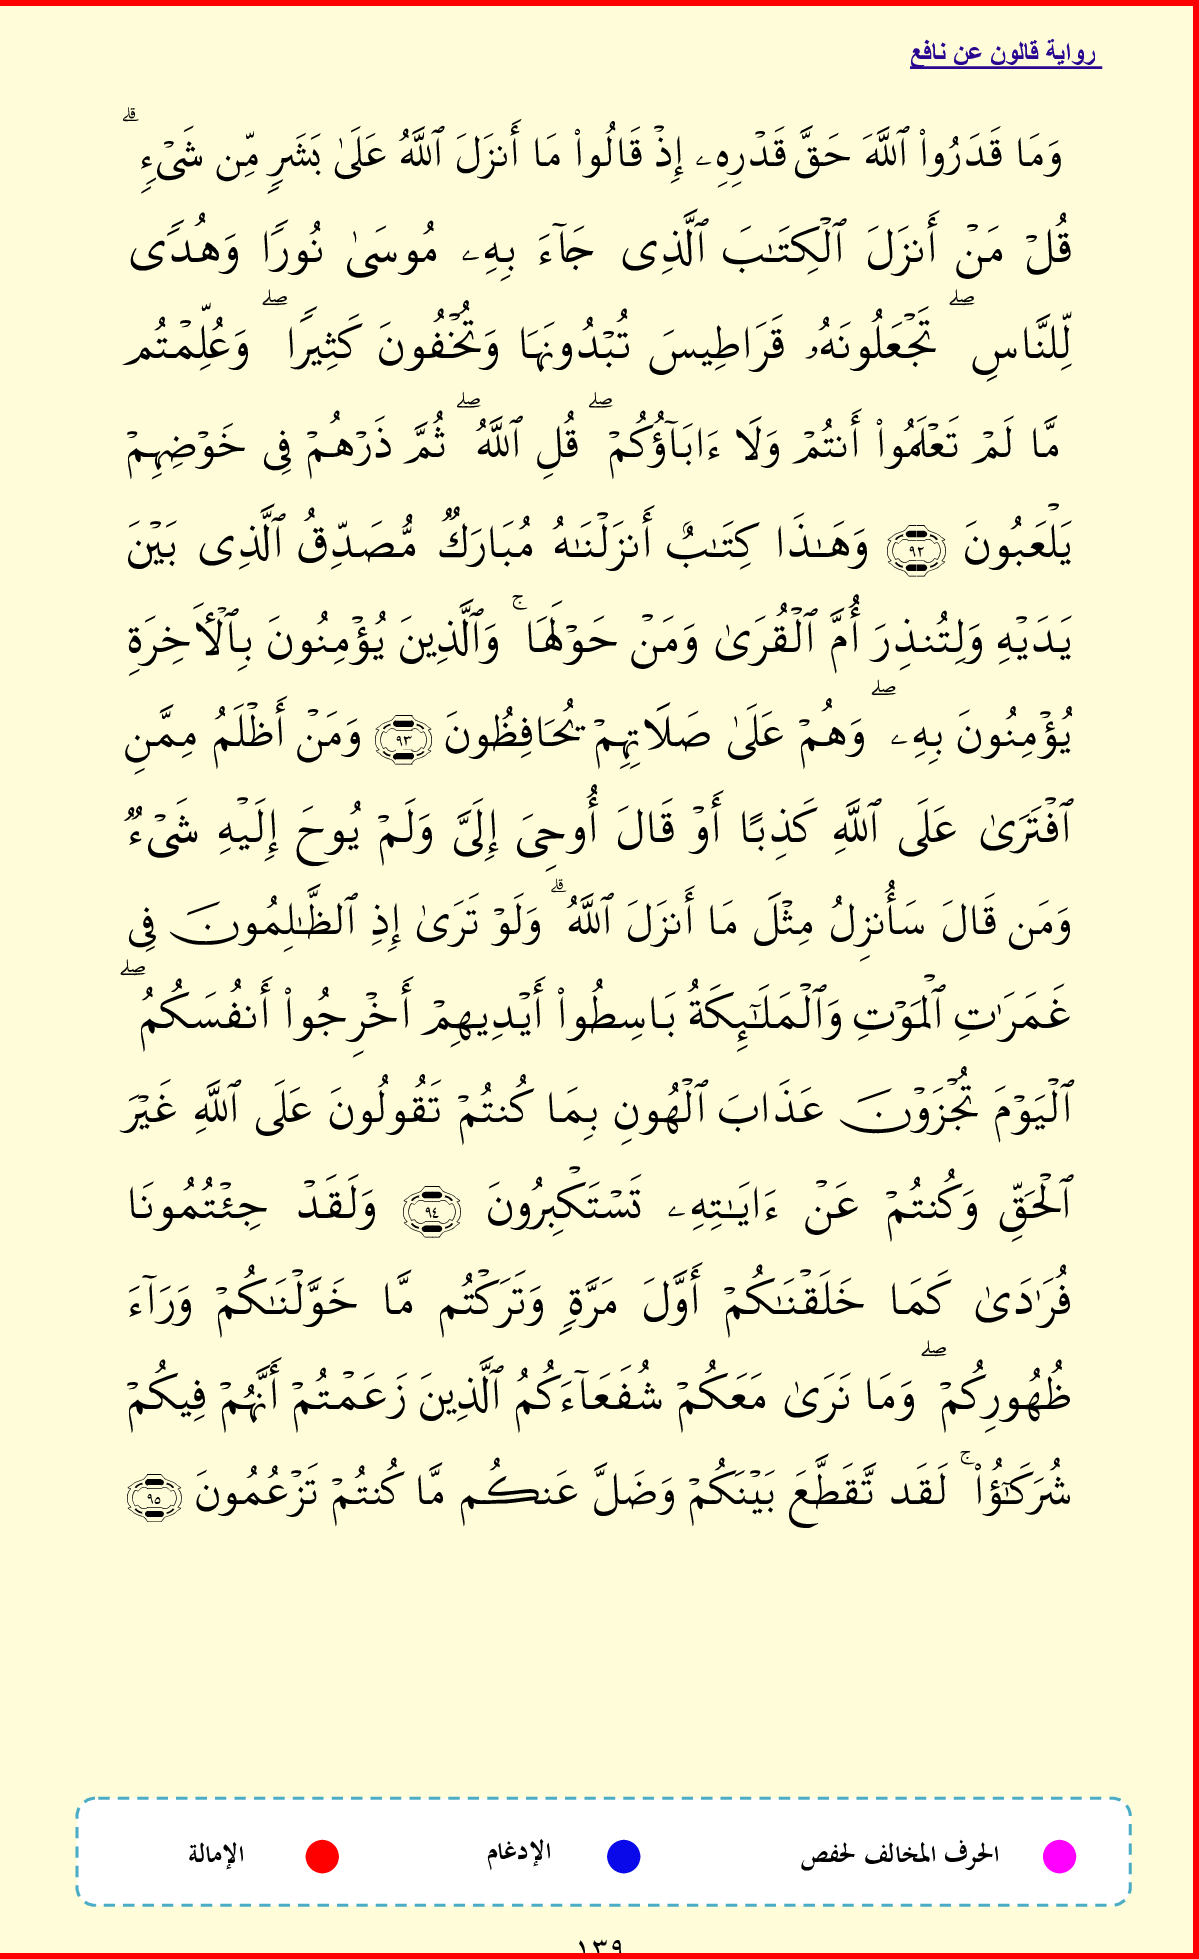 رواية قالون عن نافع
وَمَا قَدَرُواْ ٱللَّهَ حَقَّ قَدْرِهِۦ إِذْ قَالُواْ مَا أَنزَلَ ٱللَّهُ عَلَىٰ بَشَرٍ مِّن شَىْءٍ ۗ
قُلْ مَنْ أَنزَلَ ٱلْكِتَـٰبَ ٱلَّذِى جَآءَ بِهِۦ مُوسَىٰ نُورًا وَهُدًى
لِّلنَّاسِ ۖ تَجْعَلُونَهُۥ قَرَاطِيسَ تُبْدُونَهَا وَتُخْفُونَ كَثِيرًا ۖ وَعُلِّمْتُم
مَّا لَمْ تَعْلَمُواْ أَنتُمْ وَلَا ءَابَآؤُكُمْ ۖ قُلِ ٱللَّهُ ۖ ثُمَّ ذَرْهُمْ فِى خَوْضِهِمْ
يَلْعَبُونَ ٩٢ وَهَـٰذَا كِتَـٰبٌ أَنزَلْنَـٰهُ مُبَارَكٌ مُّصَدِّقُ ٱلَّذِى بَيْنَ
يَدَيْهِ وَلِتُنذِرَ أُمَّ ٱلْقُرَىٰ وَمَنْ حَوْلَهَا ۚ وَٱلَّذِينَ يُؤْمِنُونَ بِٱلْأَخِرَةِ
يُؤْمِنُونَ بِهِۦ ۖ وَهُمْ عَلَىٰ صَلَاتِهِمْ يُحَافِظُونَ ٩٣ وَمَنْ أَظْلَمُ مِمَّنِ
ٱفْتَرَىٰ عَلَى ٱللَّهِ كَذِبًا أَوْ قَالَ أُوحِىَ إِلَىَّ وَلَمْ يُوحَ إِلَيْهِ شَىْءٌ
وَمَن قَالَ سَأُنزِلُ مِثْلَ مَا أَنزَلَ ٱللَّهُ ۗ وَلَوْ تَرَىٰ إِذِ ٱلظَّـٰلِمُونَ فِى
غَمَرَٰتِ ٱلْمَوْتِ وَٱلْمَلَـٰٓئِكَةُ بَاسِطُواْ أَيْدِيهِمْ أَخْرِجُواْ أَنفُسَكُمُ ۖ
ٱلْيَوْمَ تُجْزَوْنَ عَذَابَ ٱلْهُونِ بِمَا كُنتُمْ تَقُولُونَ عَلَى ٱللَّهِ غَيْرَ
ٱلْحَقِّ وَكُنتُمْ عَنْ ءَايَـٰتِهِۦ تَسْتَكْبِرُونَ ٩٤ وَلَقَدْ جِئْتُمُونَا
فُرَٰدَىٰ كَمَا خَلَقْنَـٰكُمْ أَوَّلَ مَرَّةٍ وَتَرَكْتُم مَّا خَوَّلْنَـٰكُمْ وَرَآءَ
ظُهُورِكُمْ ۖ وَمَا نَرَىٰ مَعَكُمْ شُفَعَآءَكُمُ ٱلَّذِينَ زَعَمْتُمْ أَنَّهُمْ فِيكُمْ
شُرَكَـٰٓؤُاْ ۚ لَقَد تَّقَطَّعَ بَيْنَكُمْ وَضَلَّ عَنكُم مَّا كُنتُمْ تَزْعُمُونَ ٩٥
الحرف المخالف لحفص الإدغام الإمالة
١٣٩